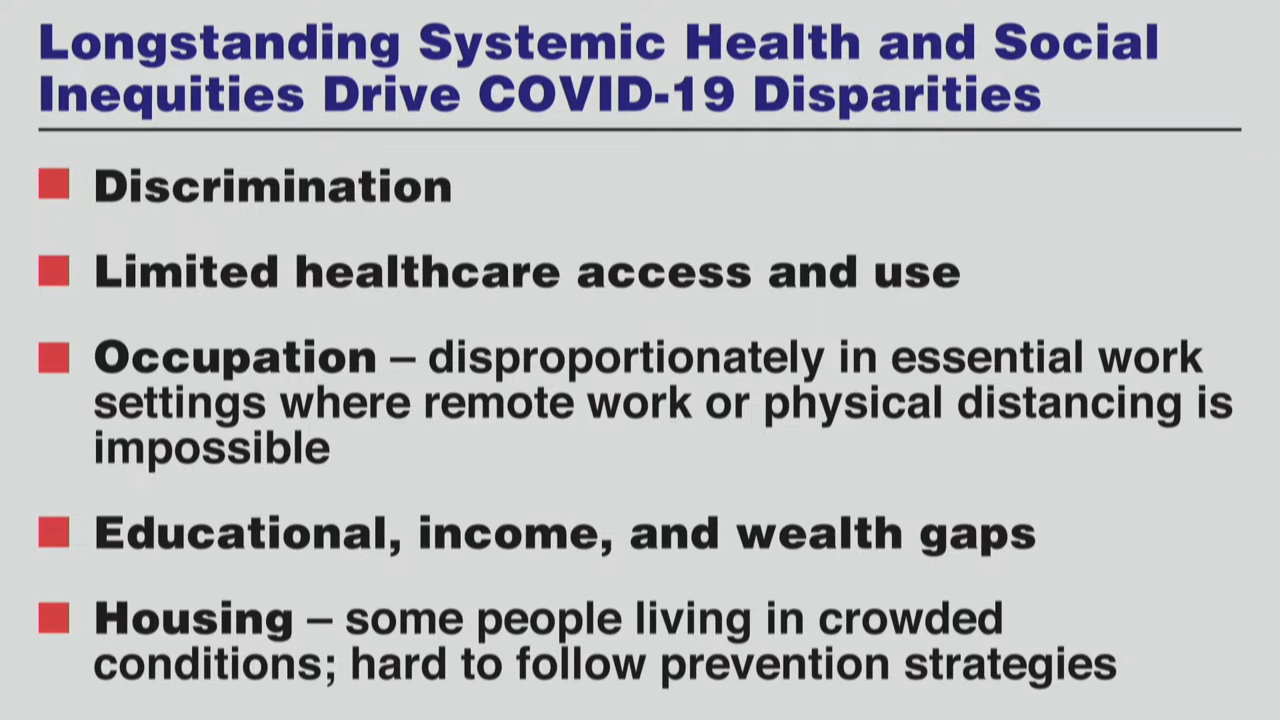 Longstanding Systemic Health and Social
Inequities Drive COVID-19 Disparities
Discrimination
Limited healthcare access and use
Occupation – disproportionately in essential work
settings where remote work or physical distancing is
impossible
Educational, income, and wealth gaps
Housing – some people living in crowded
conditions; hard to follow prevention strategies